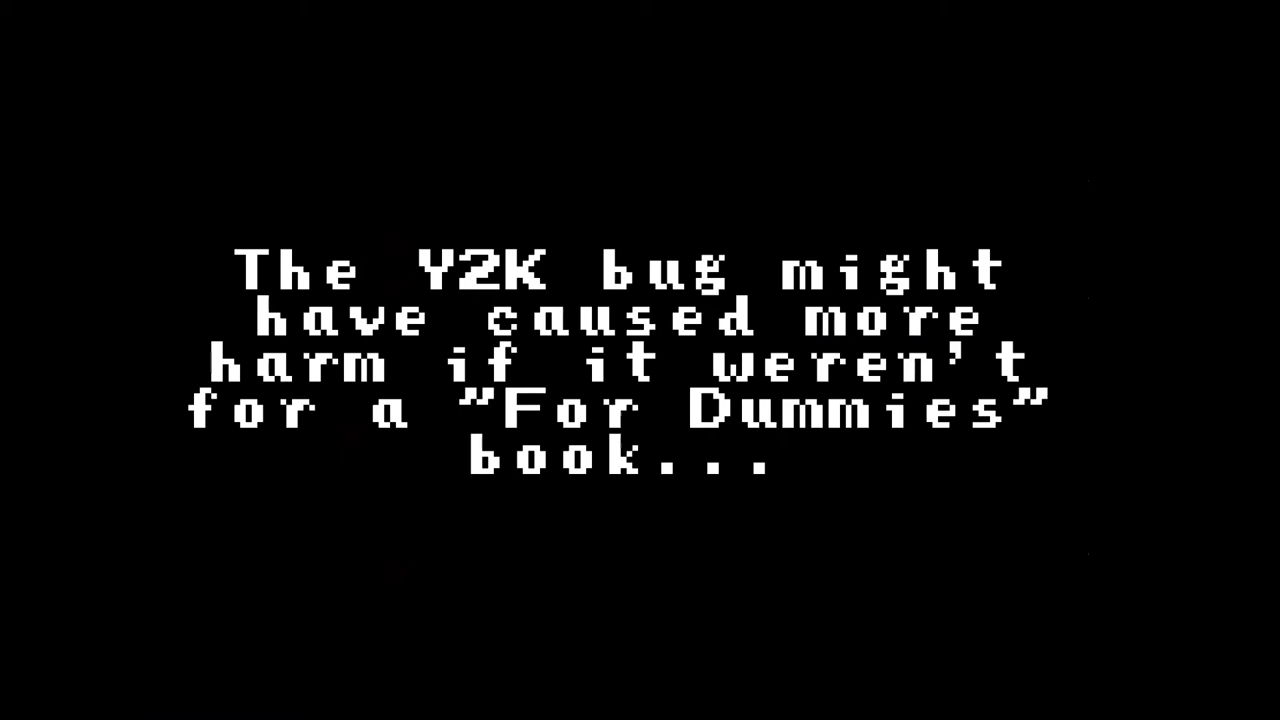 The Y2K bug might
have caused more
harm if it weren't
for a "For Dummies"
book...